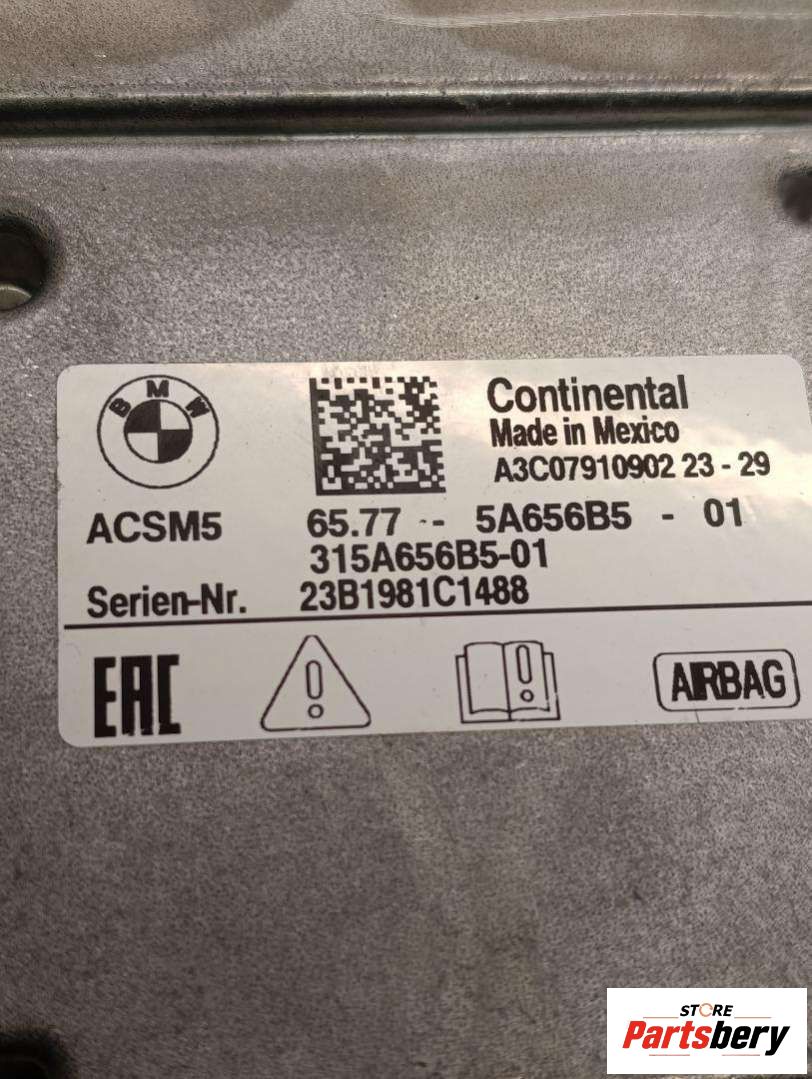 BMW
Continental
Made in Mexico
A3C07910902 23 - 29
ACSM5 65.77 - - 5A656B5 - 01
315A656B5-01
Serien-Nr. 23B1981C1488
EAC
AIRBAG
STORE
Partsbery